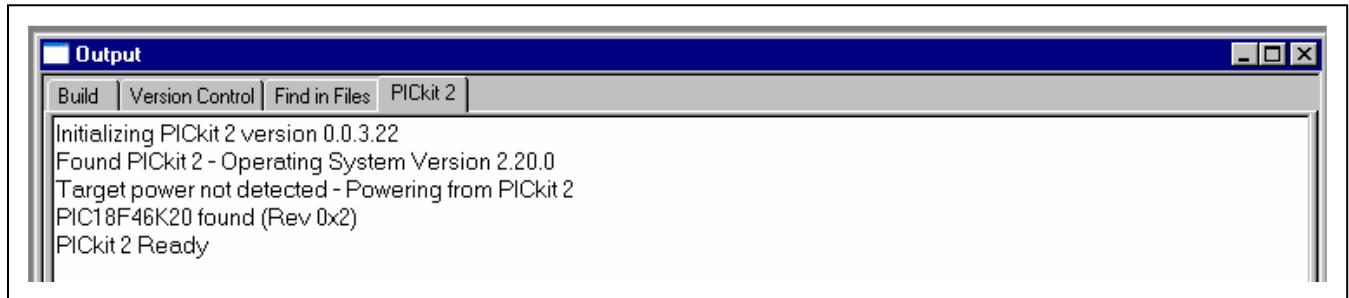 Output
Build Version Control Find in Files PICkit 2
Initializing PICkit 2 version 0.0.3.22
Found PICkit 2 - Operating System Version 2.20.0
Target power not detected - Powering from PICkit 2
PIC18F46K20 found (Rev 0x2)
PICkit 2 Ready